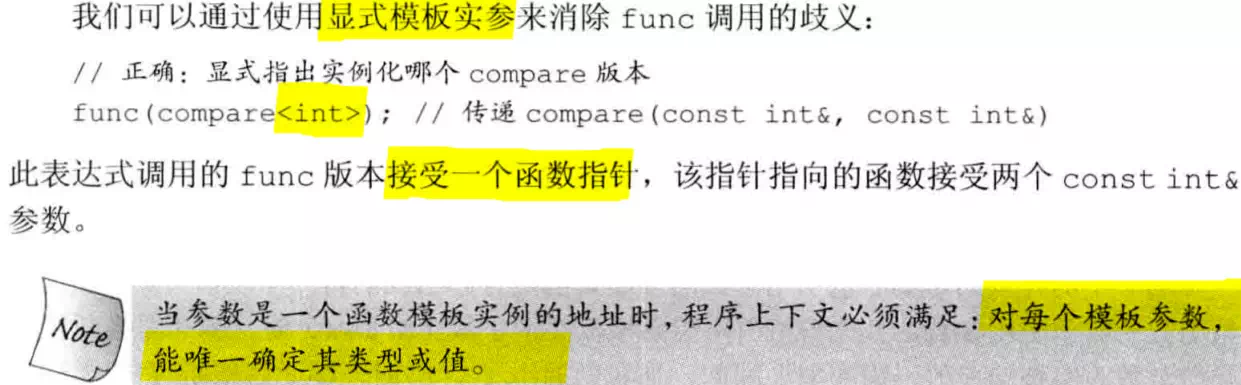 我们可以通过使用显式模板实参来消除 func 调用的歧义：
// 正确：显式指出实例化哪个 compare 版本
func(compare<int>); // 传递 compare(const int&, const int&)
此表达式调用的 func 版本接受一个函数指针，该指针指向的函数接受两个 const int&
参数。
Note
当参数是一个函数模板实例的地址时，程序上下文必须满足：对每个模板参数，
能唯一确定其类型或值。